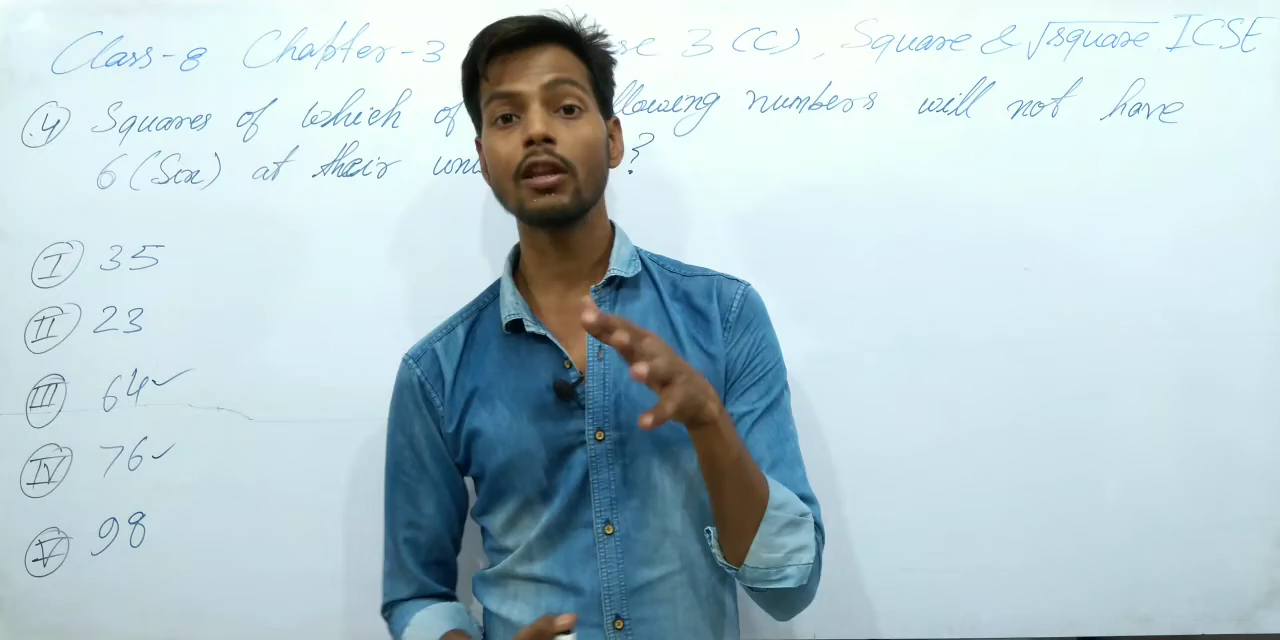 Class-8 Chapter-3 se 3 (C), Square & √square ICSE
(4) Squares of which of llowing numbers will not have
6 (Six) at their un ?
(I) 35
(II) 23
(III) 64 ✓
(IV) 76 ✓
(V) 98